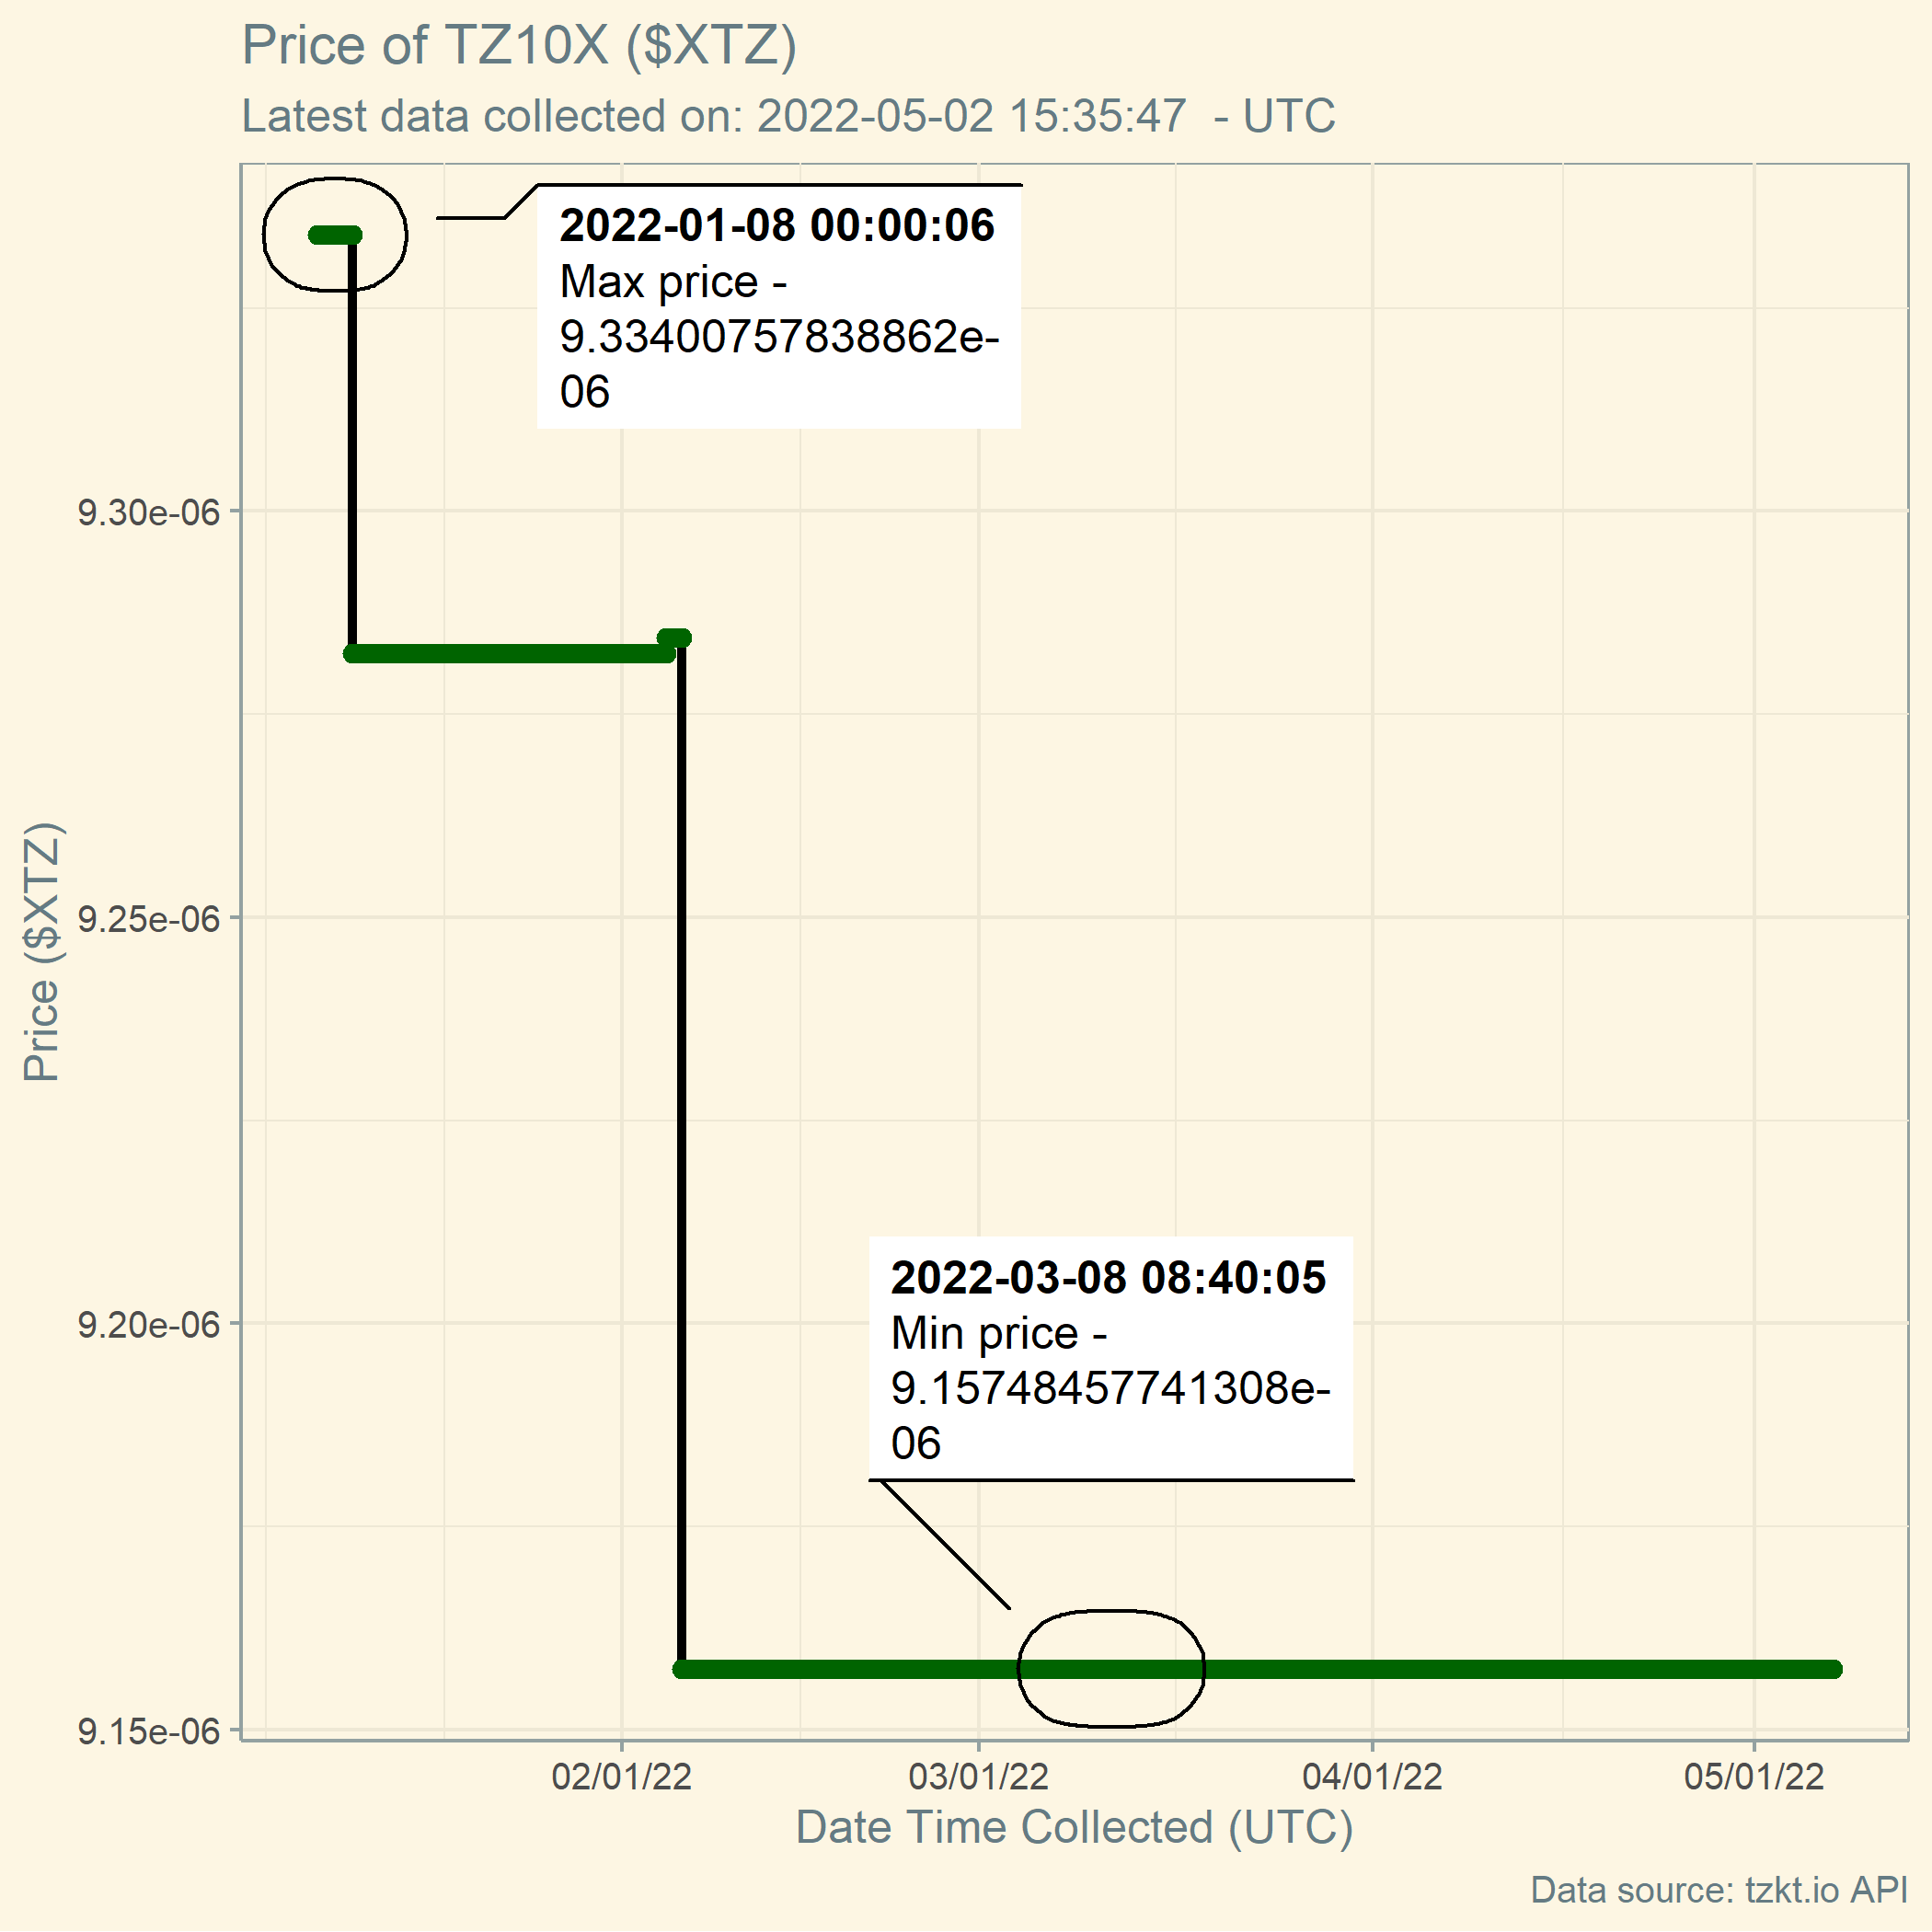 Price of TZ10X ($XTZ)
Latest data collected on: 2022-05-02 15:35:47  - UTC
2022-01-08 00:00:06
Max price -
9.33400757838862e-
06
9.30e-06
9.25e-06
9.20e-06
9.15e-06
Price ($XTZ)
2022-03-08 08:40:05
Min price -
9.15748457741308e-
06
02/01/22
03/01/22
04/01/22
05/01/22
Date Time Collected (UTC)
Data source: tzkt.io API